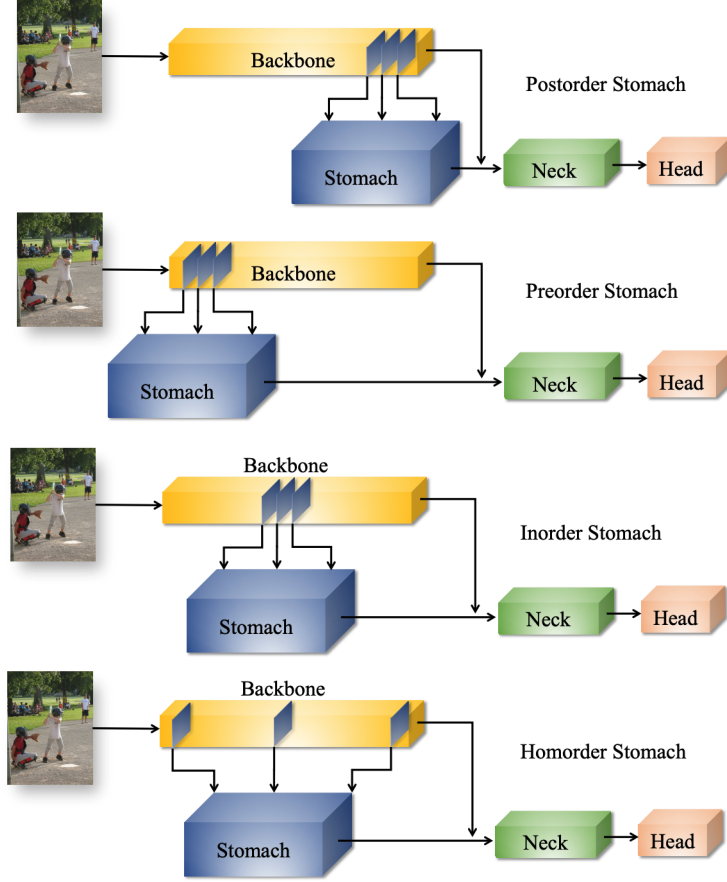 Backbone
Postorder Stomach
Stomach
Neck
Head
Backbone
Preorder Stomach
Stomach
Neck
Head
Backbone
Inorder Stomach
Stomach
Neck
Head
Backbone
Homorder Stomach
Stomach
Neck
Head